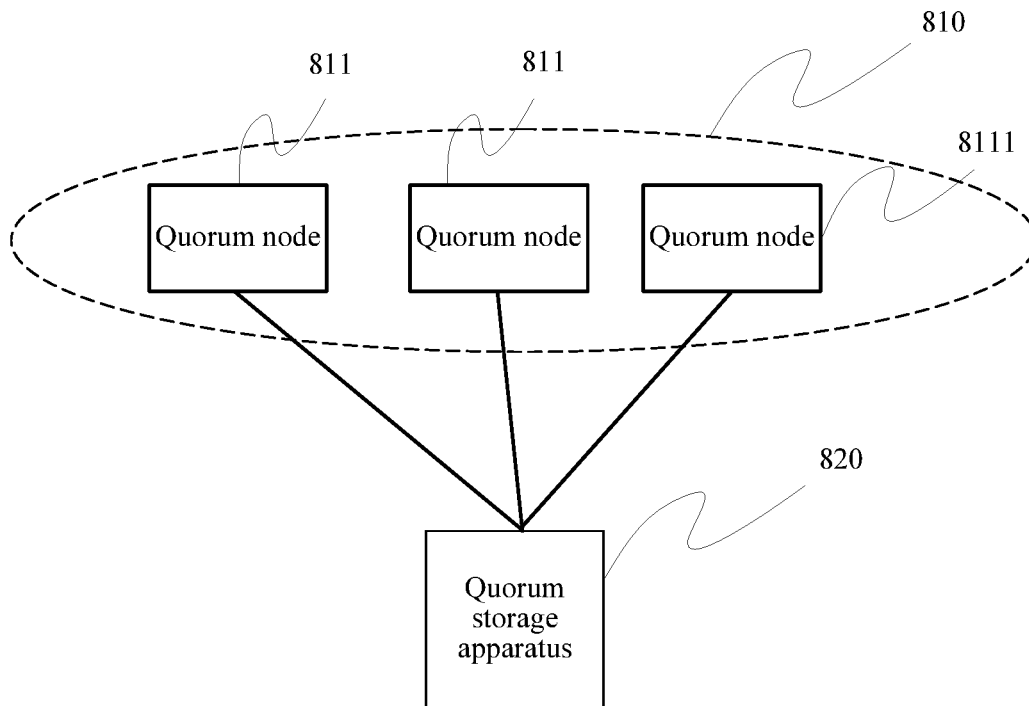 810
811
811
8111
Quorum node
Quorum node
Quorum node
820
Quorum
storage
apparatus